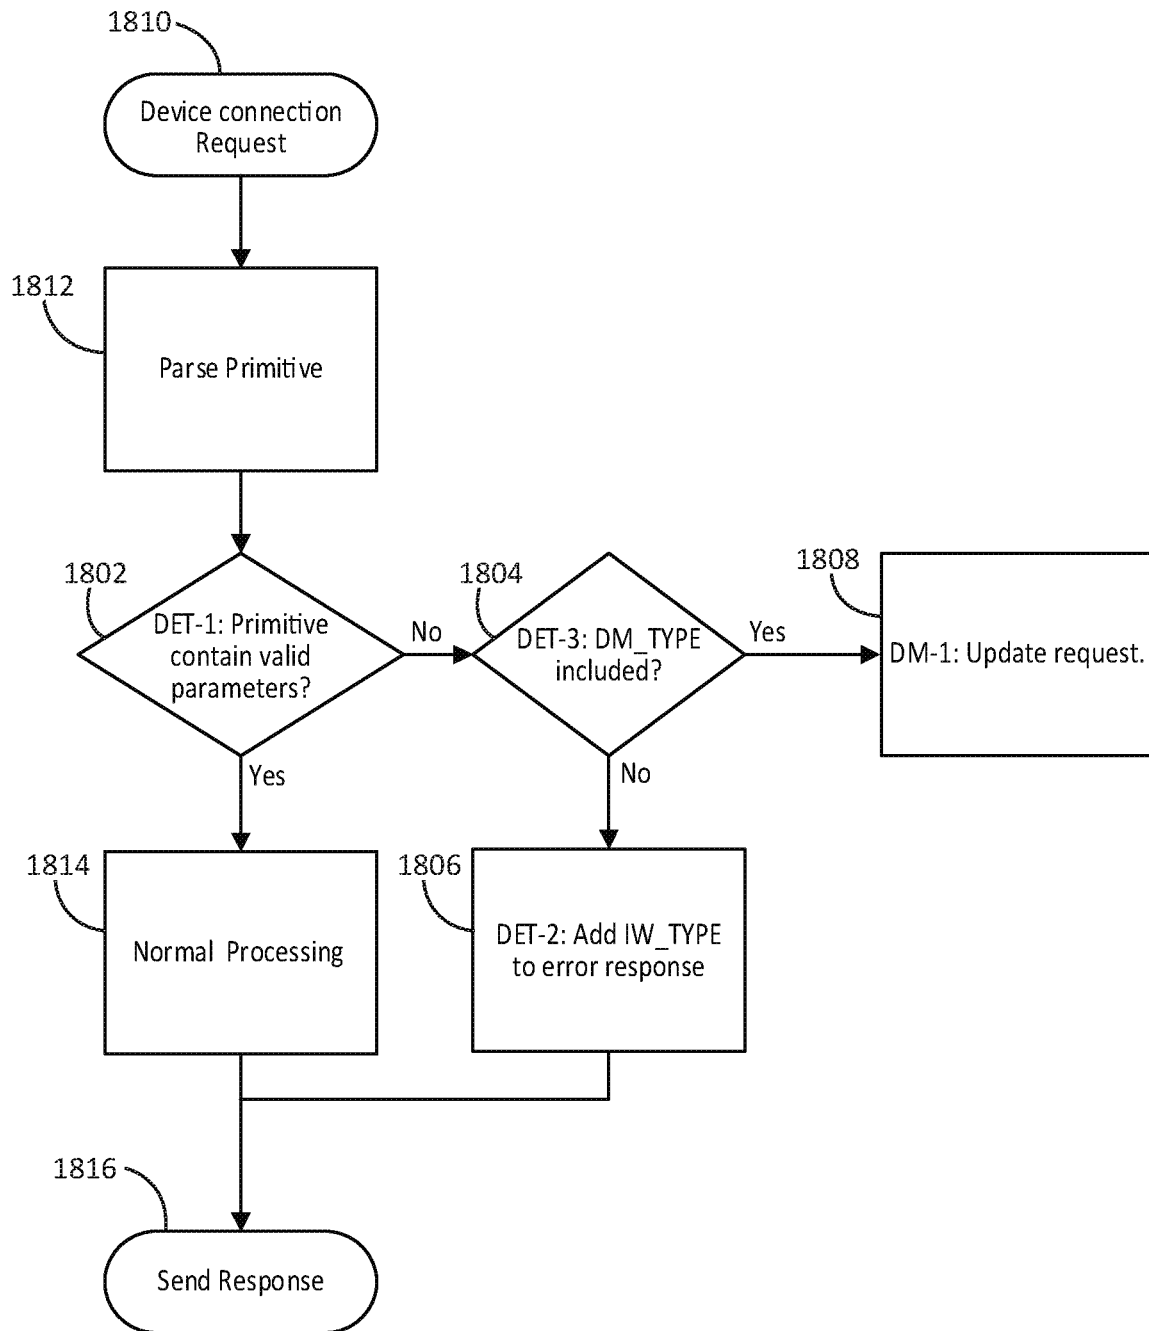 1810
Device connection
Request
1812
Parse Primitive
1802
DET-1: Primitive
contain valid
parameters?
No
1804
DET-3: DM_TYPE
included?
Yes
1808
DM-1: Update request.
Yes
No
1814
Normal Processing
1806
DET-2: Add IW_TYPE
to error response
1816
Send Response